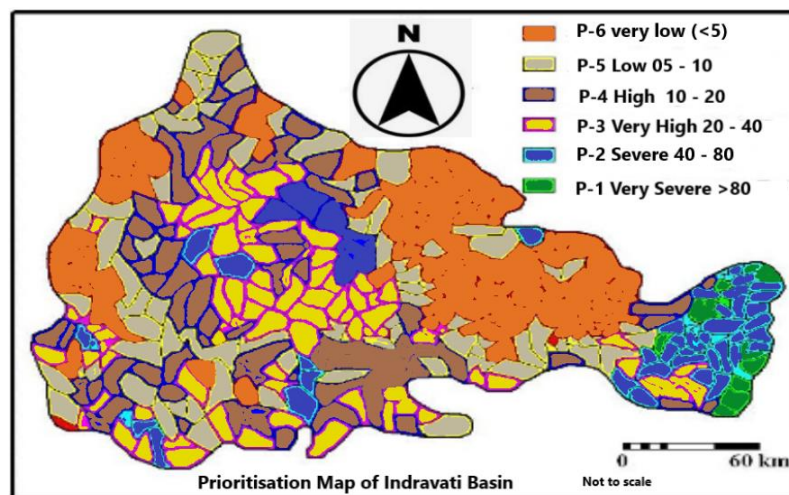 N
P-6 very low (<5)
P-5 Low 05 - 10
P-4 High 10 - 20
P-3 Very High 20 - 40
P-2 Severe 40 - 80
P-1 Very Severe >80
0 60 km
Prioritisation Map of Indravati Basin
Not to scale